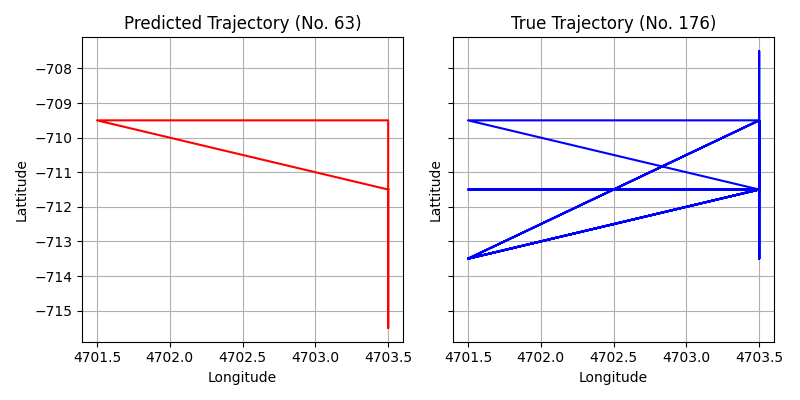 Predicted Trajectory (No. 63)
True Trajectory (No. 176)
−708
−709
−710
−711
−712
−713
−714
−715
Lattitude
Lattitude
4701.5 4702.0 4702.5 4703.0 4703.5
4701.5 4702.0 4702.5 4703.0 4703.5
Longitude
Longitude